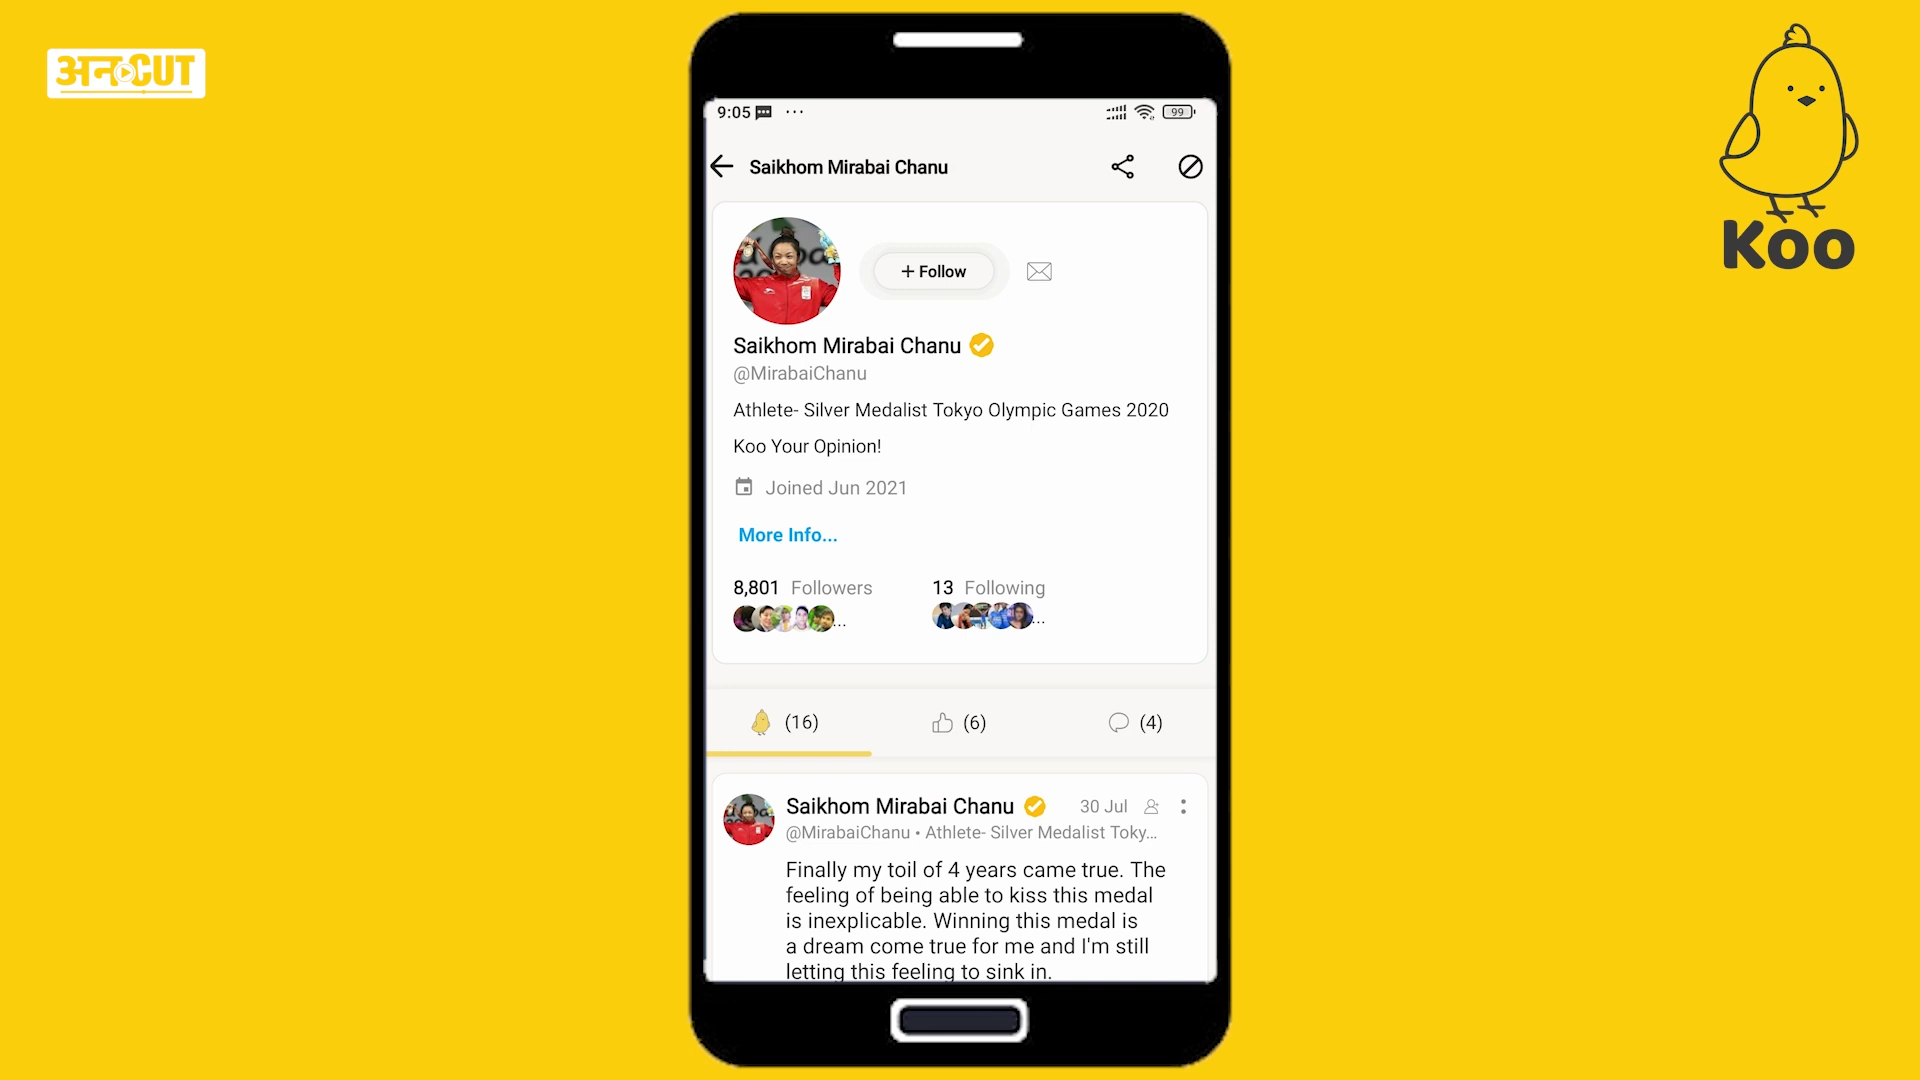 अनCUT
Koo
9:05
99
Saikhom Mirabai Chanu
+ Follow
Saikhom Mirabai Chanu
@MirabaiChanu
Athlete- Silver Medalist Tokyo Olympic Games 2020
Koo Your Opinion!
Joined Jun 2021
More Info...
8,801 Followers
13 Following
...
...
(16)
(6)
(4)
Saikhom Mirabai Chanu 30 Jul
@MirabaiChanu • Athlete- Silver Medalist Toky...
Finally my toil of 4 years came true. The
feeling of being able to kiss this medal
is inexplicable. Winning this medal is
a dream come true for me and I'm still
letting this feeling to sink in.